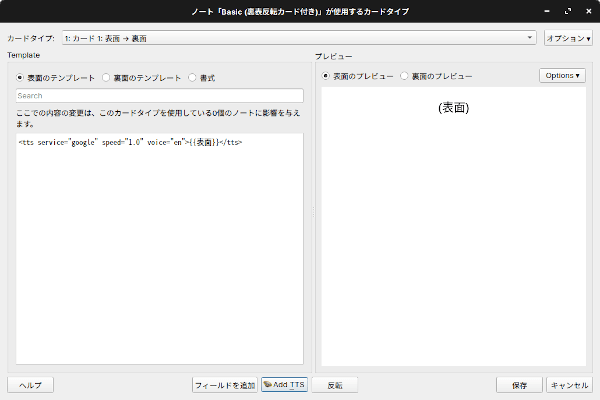 ノート「Basic (裏表反転カード付き)」が使用するカードタイプ
カードタイプ: 1: カード 1: 表面 → 裏面 オプション ▾
Template
プレビュー
表面のテンプレート 裏面のテンプレート 書式
表面のプレビュー 裏面のプレビュー Options ▾
Search
ここでの内容の変更は、このカードタイプを使用している0個のノートに影響を与え
ます。
<tts service="google" speed="1.0" voice="en">{{表面}}</tts>
(表面)
ヘルプ フィールドを追加 Add TTS 反転 保存 キャンセル